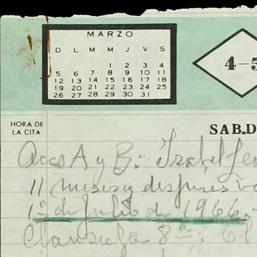 MARZO
D L M M J V S
1 2 3 4
5 6 7 8 9 10 11
12 13 14 15 16 17 18
19 20 21 22 23 24 25
26 27 28 29 30 31
4-5
HORA DE
LA CITA
SAB.D
A y B: Isabel
11 meses y después
1º de Julio de 1966.
Clausula 8ª: